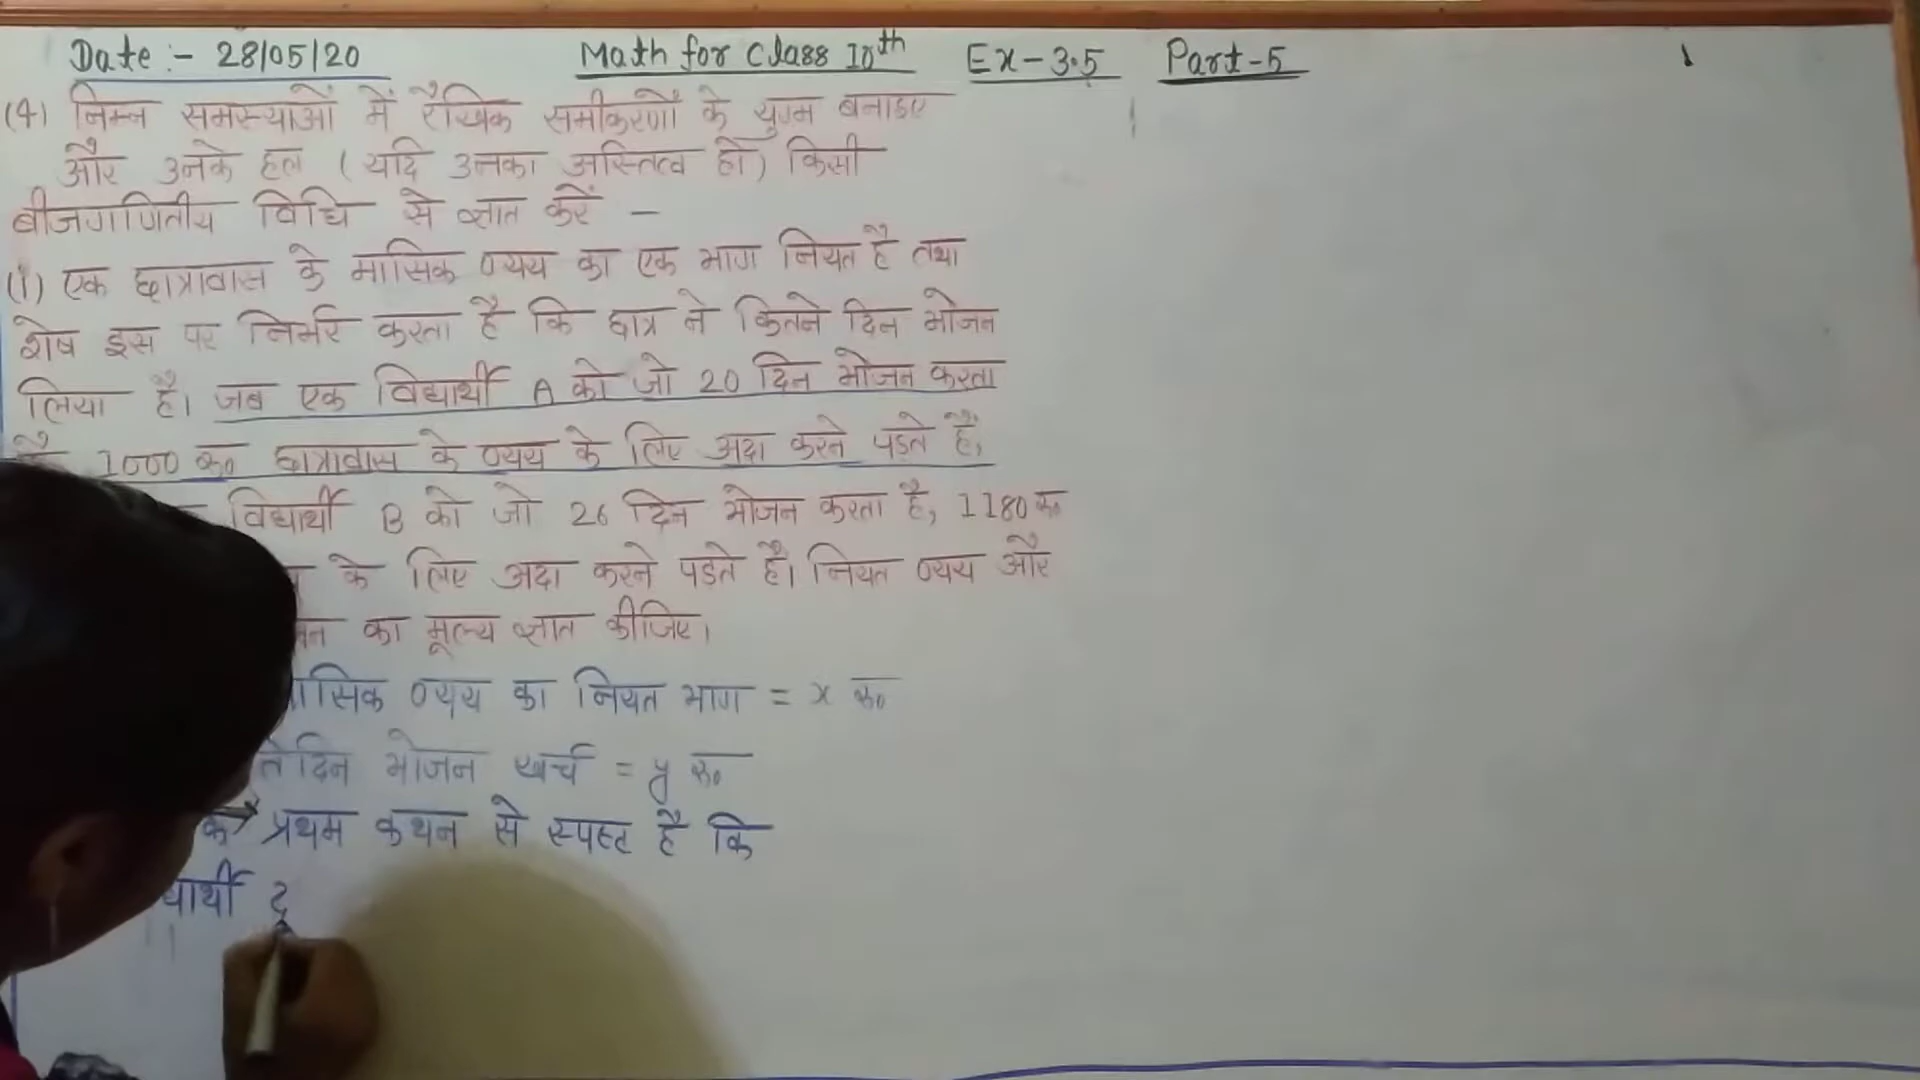 Date :- 28/05/20 Math for Class 10th Ex-3.5 Part-5 1
(4) निम्न समस्याओं में रैखिक समीकरणों के युग्म बनाइए
और उनके हल (यदि उनका अस्तित्व हो) किसी
बीजगणितीय विधि से ज्ञात करें -
(i) एक छात्रावास के मासिक व्यय का एक भाग नियत है तथा
शेष इस पर निर्भर करता है कि छात्र ने कितने दिन भोजन
लिया है। जब एक विद्यार्थी A को जो 20 दिन भोजन करता
है 1000 रू० छात्रावास के व्यय के लिए अदा करने पड़ते हैं,
विद्यार्थी B को जो 26 दिन भोजन करता है, 1180 रू०
के लिए अदा करने पड़ते है। नियत व्यय और
का मूल्य ज्ञात कीजिए।
व्यय का नियत भाग = x रू०
भोजन खर्च = y रू०
प्रथम कथन से स्पष्ट है कि